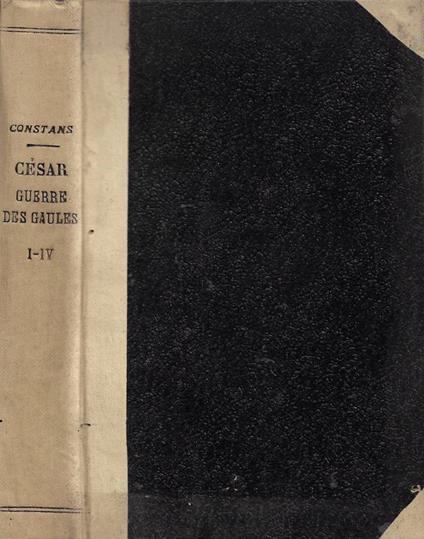 CONSTANS
CÉSAR
GUERRE
DES GAULES
I-IV